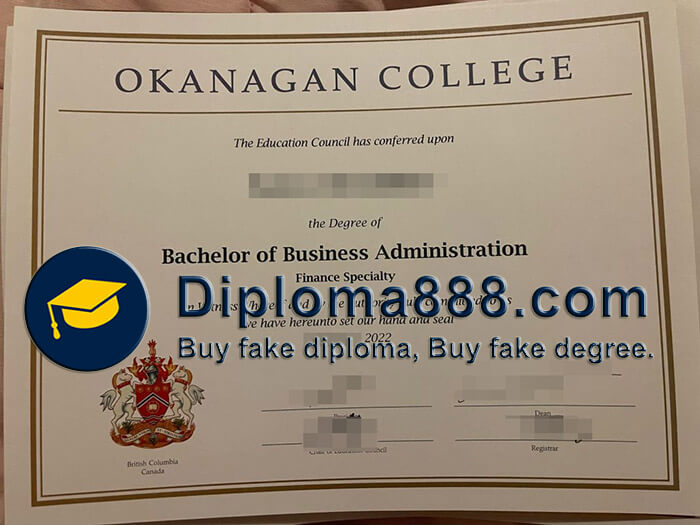 OKANAGAN COLLEGE
The Education Council has conferred upon
the Degree of
Bachelor of Business Administration
Finance Specialty
Diploma888.com
we have hereunto set our hand and seal
2022
Buy fake diploma, Buy fake degree.
Dean
Registrar
British Columbia
Canada